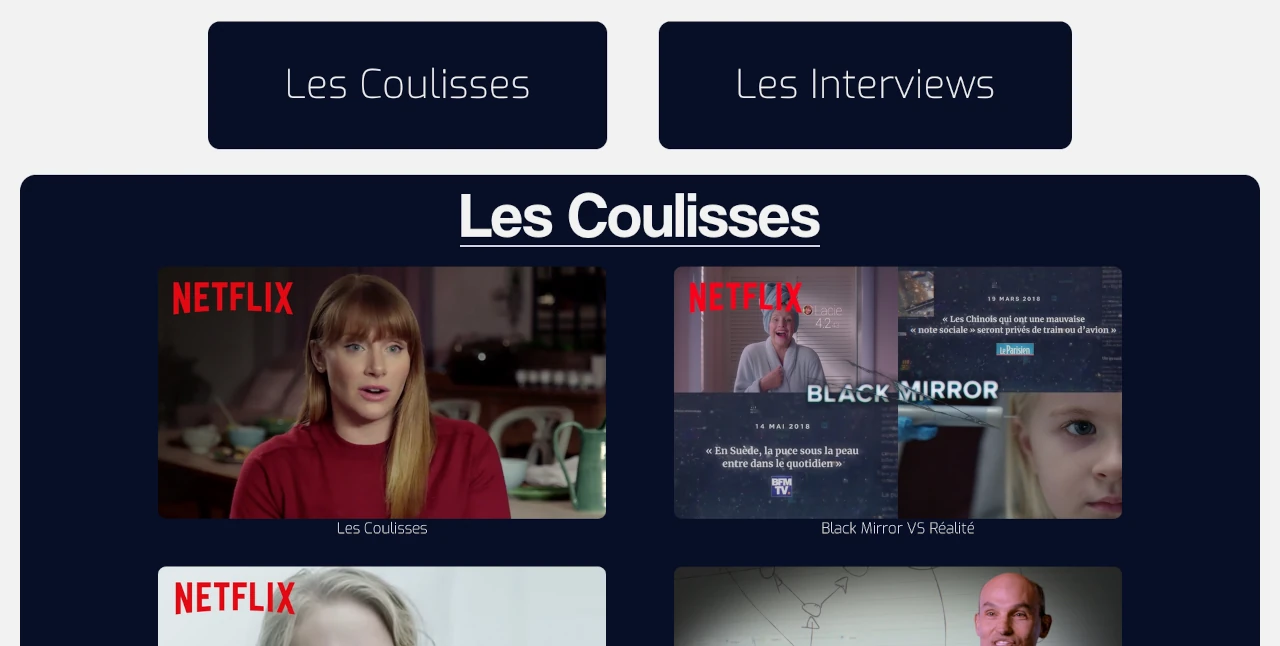 Les Coulisses
Les Interviews
Les Coulisses
NETFLIX
NETFLIX
Lacie
4.2
19 MARS 2018
« Les Chinois qui ont une mauvaise
« note sociale » seront privés de train ou d’avion »
Le Parisien
BLACK MIRROR
14 MAI 2018
« En Suède, la puce sous la peau
entre dans le quotidien »
BFM
TV.
Les Coulisses
Black Mirror VS Réalité
NETFLIX